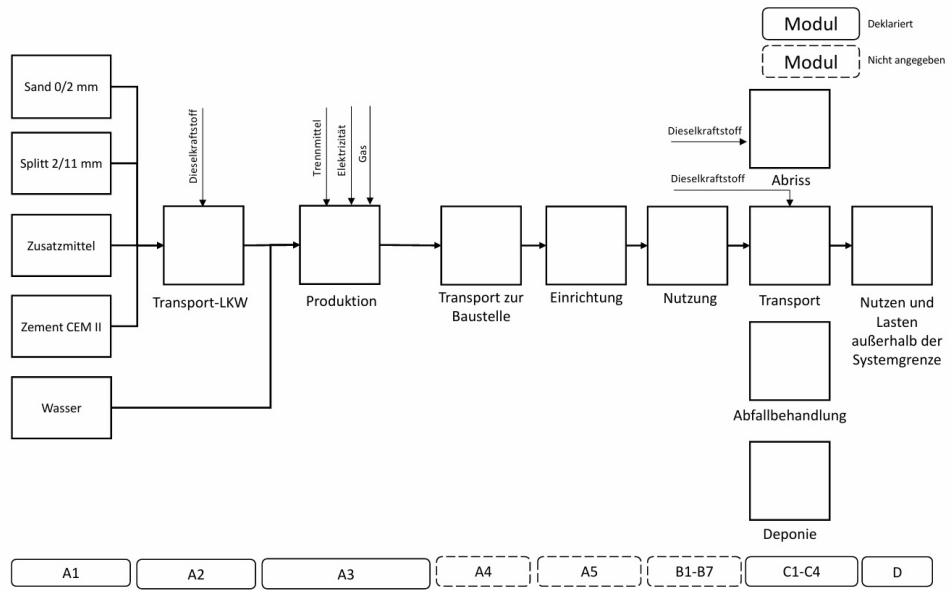 Modul
Deklariert
Modul
Nicht angegeben
Sand 0/2 mm
Splitt 2/11 mm
Zusatzmittel
Zement CEM II
Wasser
Dieselkraftstoff
Transport-LKW
Trennmittel
Elektrizität
Gas
Produktion
Transport zur
Baustelle
Einrichtung
Nutzung
Dieselkraftstoff
Abriss
Dieselkraftstoff
Transport
Abfallbehandlung
Deponie
Nutzen und
Lasten
außerhalb der
Systemgrenze
A1
A2
A3
A4
A5
B1-B7
C1-C4
D